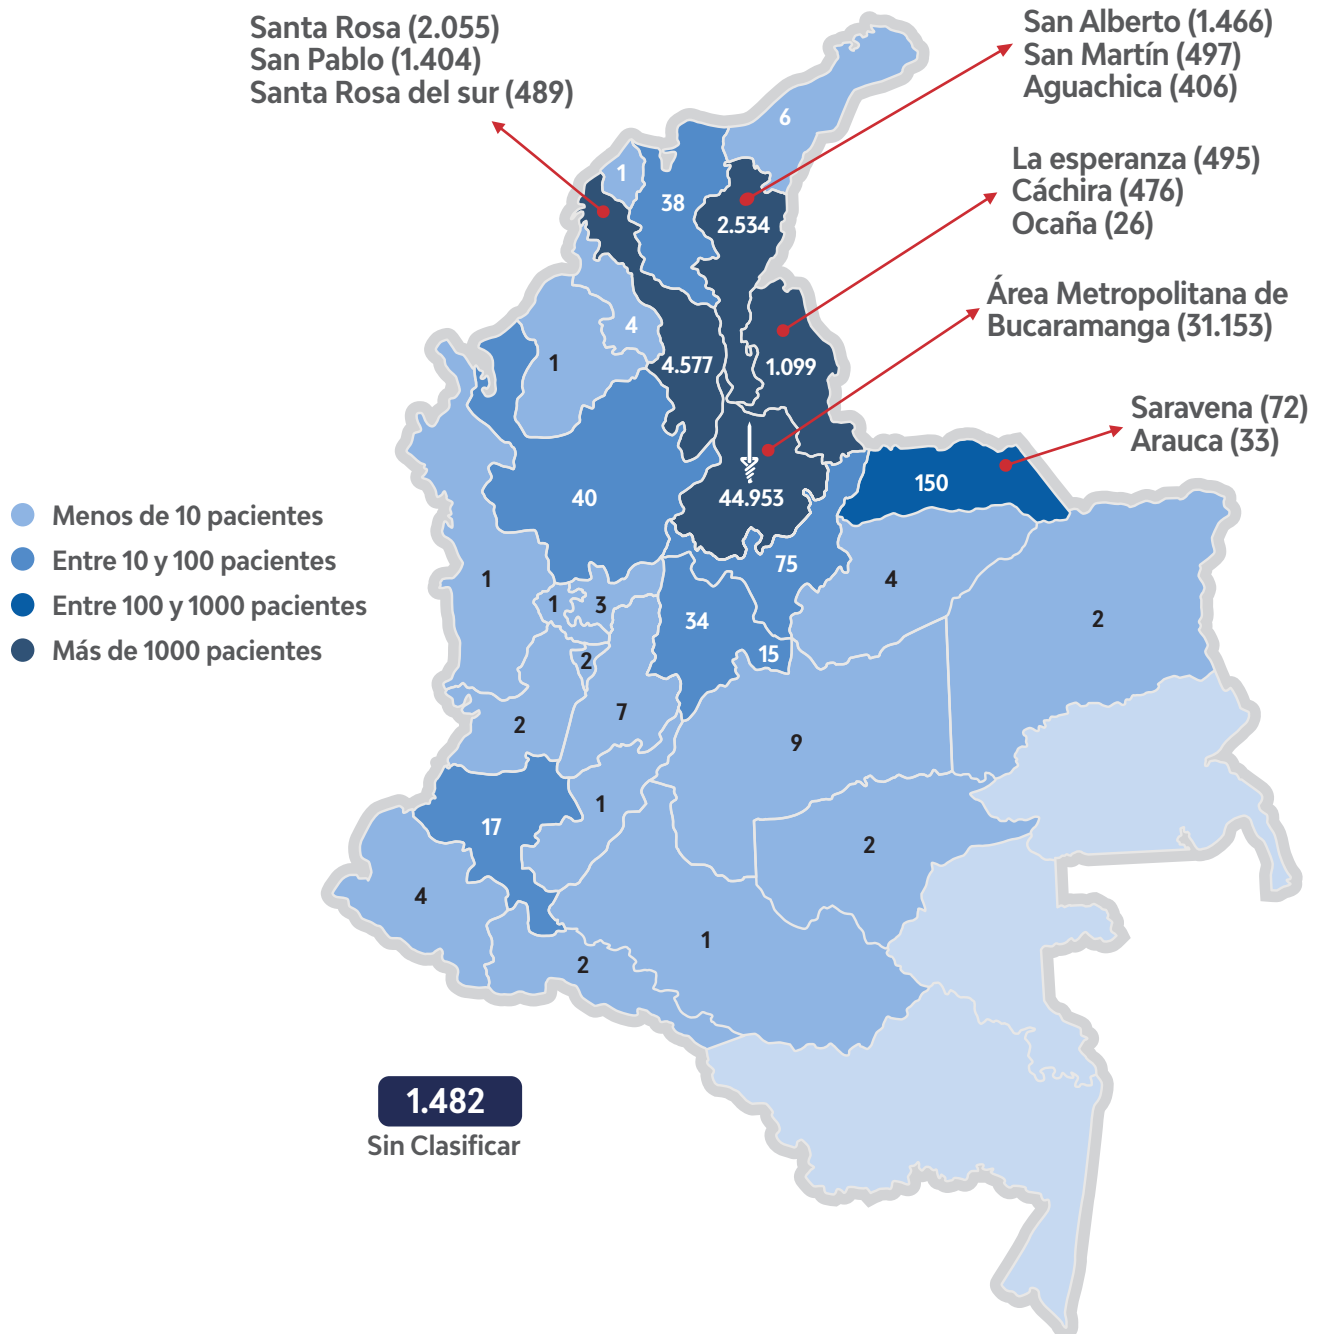 Santa Rosa (2.055)
San Pablo (1.404)
Santa Rosa del sur (489)
San Alberto (1.466)
San Martín (497)
Aguachica (406)
La esperanza (495)
Cáchira (476)
Ocaña (26)
Área Metropolitana de
Bucaramanga (31.153)
Saravena (72)
Arauca (33)
6
1
38
2.534
4
1
4.577
1.099
40
44.953
150
75
1
4
1
3
34
2
15
2
2
7
9
1
17
2
4
1
2
Menos de 10 pacientes
Entre 10 y 100 pacientes
Entre 100 y 1000 pacientes
Más de 1000 pacientes
1.482
Sin Clasificar